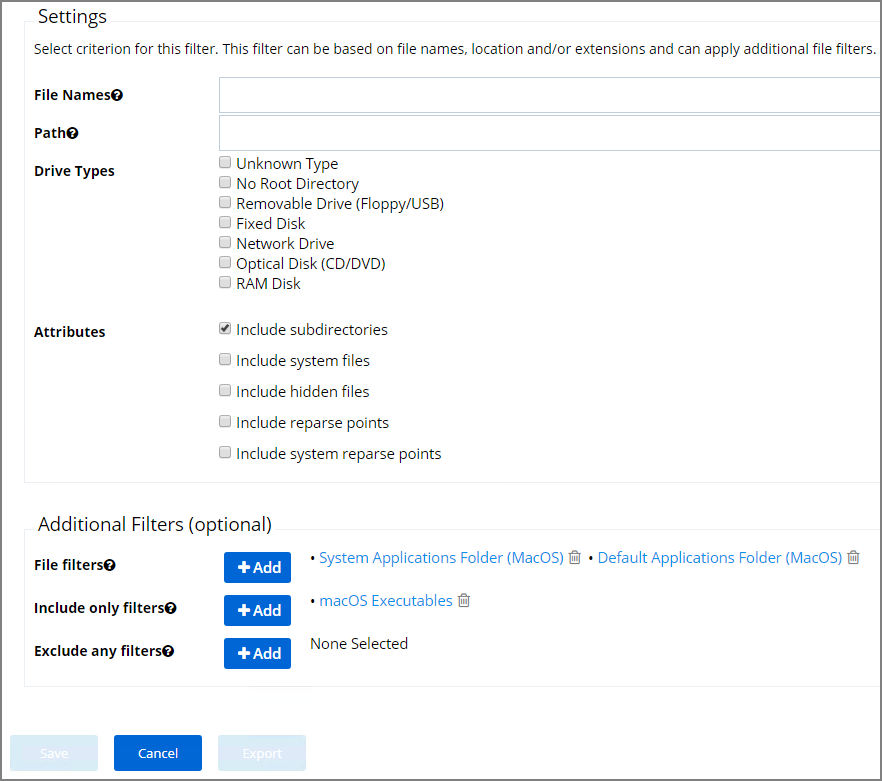 Settings
Select criterion for this filter. This filter can be based on file names, location and/or extensions and can apply additional file filters.
File Names
Path
Drive Types
Unknown Type
No Root Directory
Removable Drive (Floppy/USB)
Fixed Disk
Network Drive
Optical Disk (CD/DVD)
RAM Disk
Attributes
Include subdirectories
Include system files
Include hidden files
Include reparse points
Include system reparse points
Additional Filters (optional)
File filters + Add • System Applications Folder (MacOS) • Default Applications Folder (MacOS)
Include only filters + Add • macOS Executables
Exclude any filters + Add None Selected
Save Cancel Export